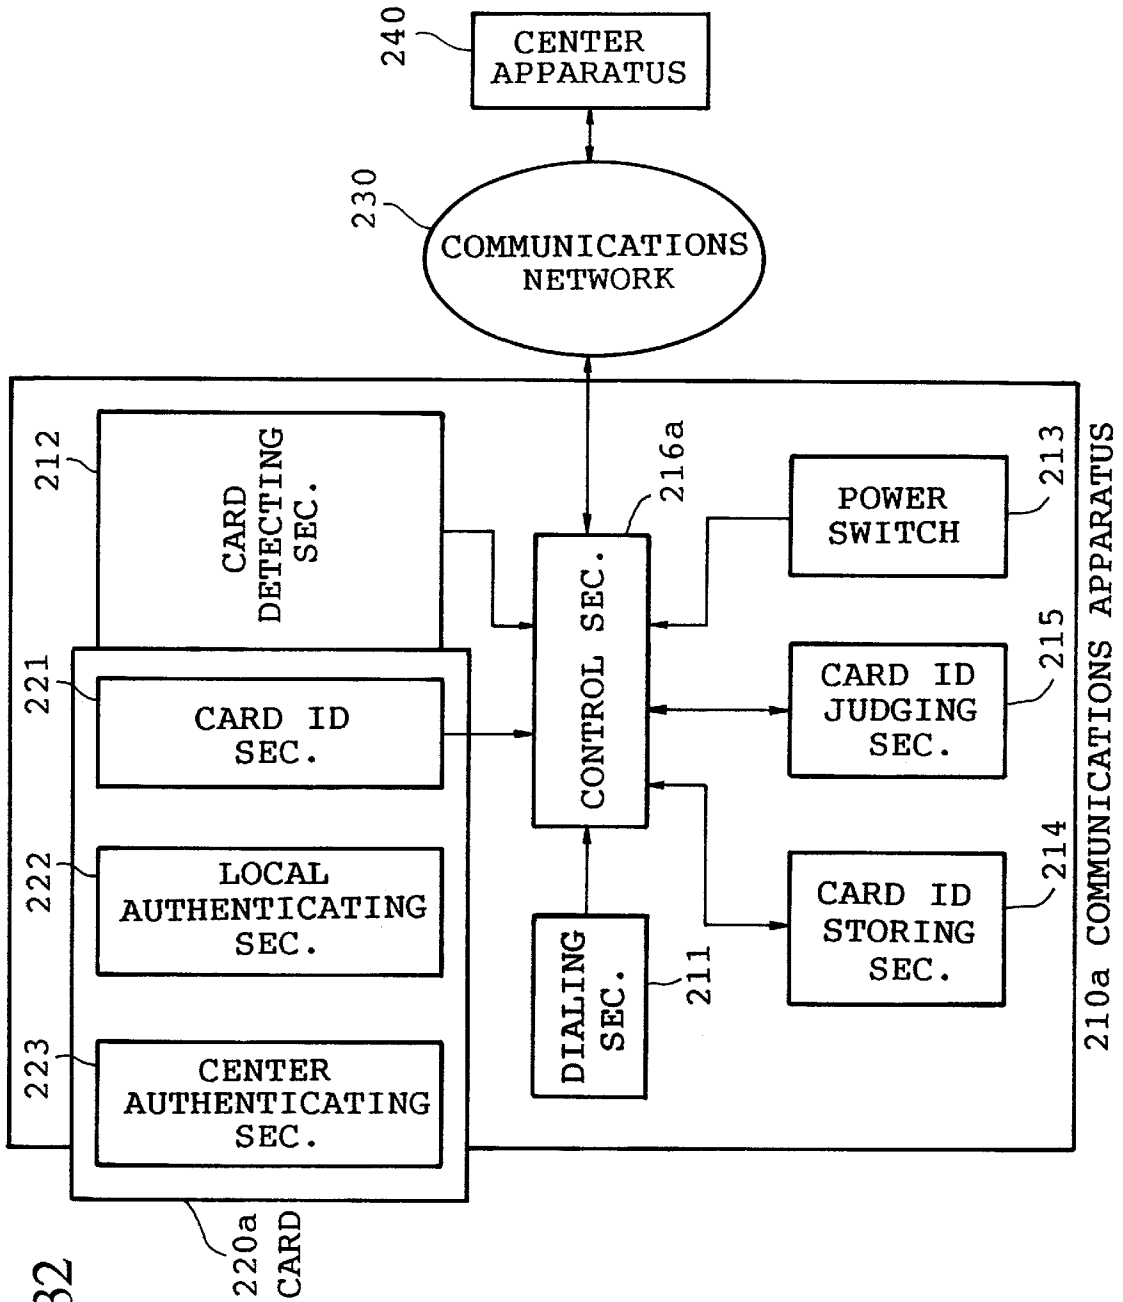 240
CENTER
APPARATUS
230
COMMUNICATIONS
NETWORK
212
CARD
DETECTING
SEC.
216a
CONTROL SEC.
213
POWER
SWITCH
221
CARD ID
SEC.
215
CARD ID
JUDGING
SEC.
222
LOCAL
AUTHENTICATING
SEC.
211
DIALING
SEC.
214
CARD ID
STORING
SEC.
223
CENTER
AUTHENTICATING
SEC.
220a
CARD
210a COMMUNICATIONS APPARATUS
32